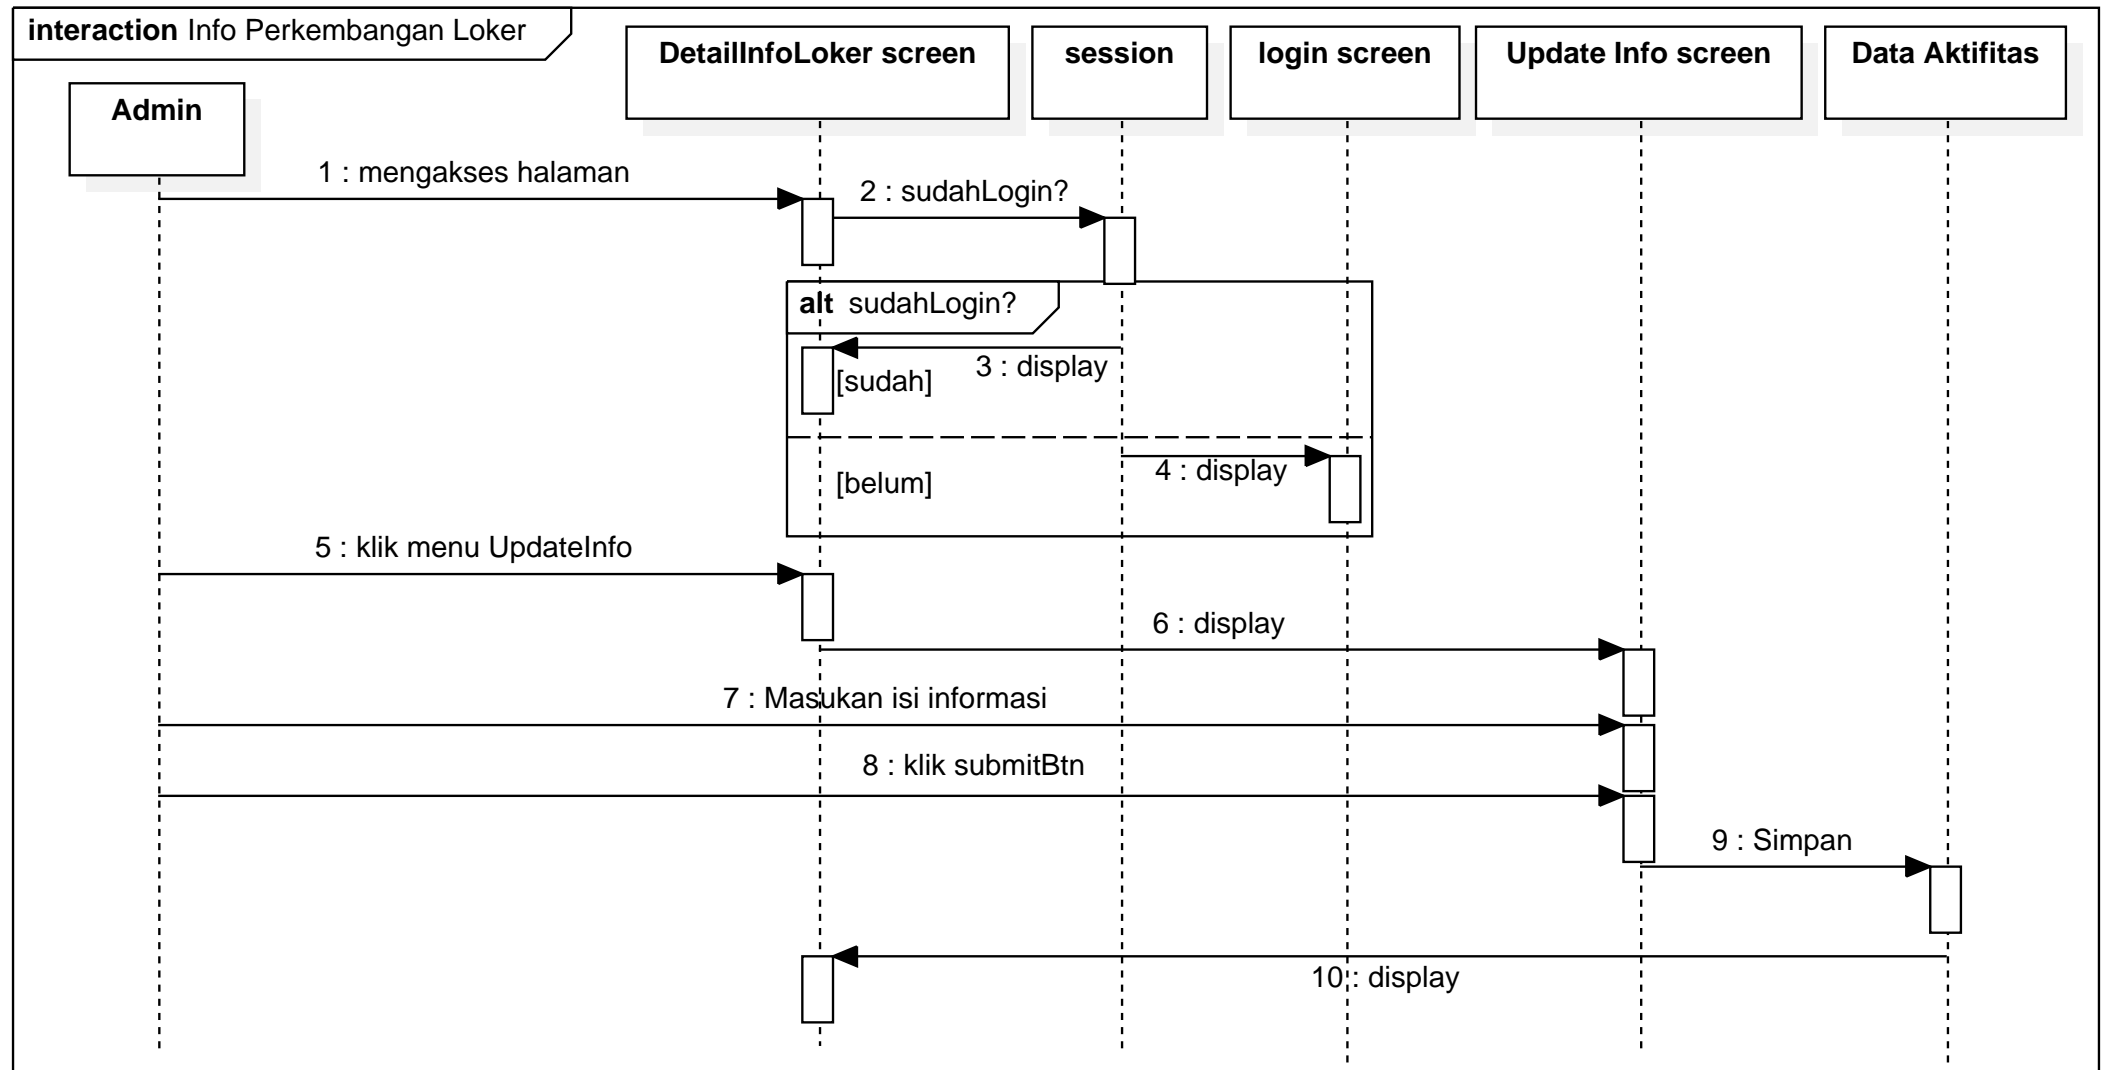 interaction Info Perkembangan Loker
DetailInfoLoker screen
session
login screen
Update Info screen
Data Aktifitas
Admin
1 : mengakses halaman
2 : sudahLogin?
alt sudahLogin?
3 : display
[sudah]
4 : display
[belum]
5 : klik menu UpdateInfo
6 : display
7 : Masukan isi informasi
8 : klik submitBtn
9 : Simpan
10 : display